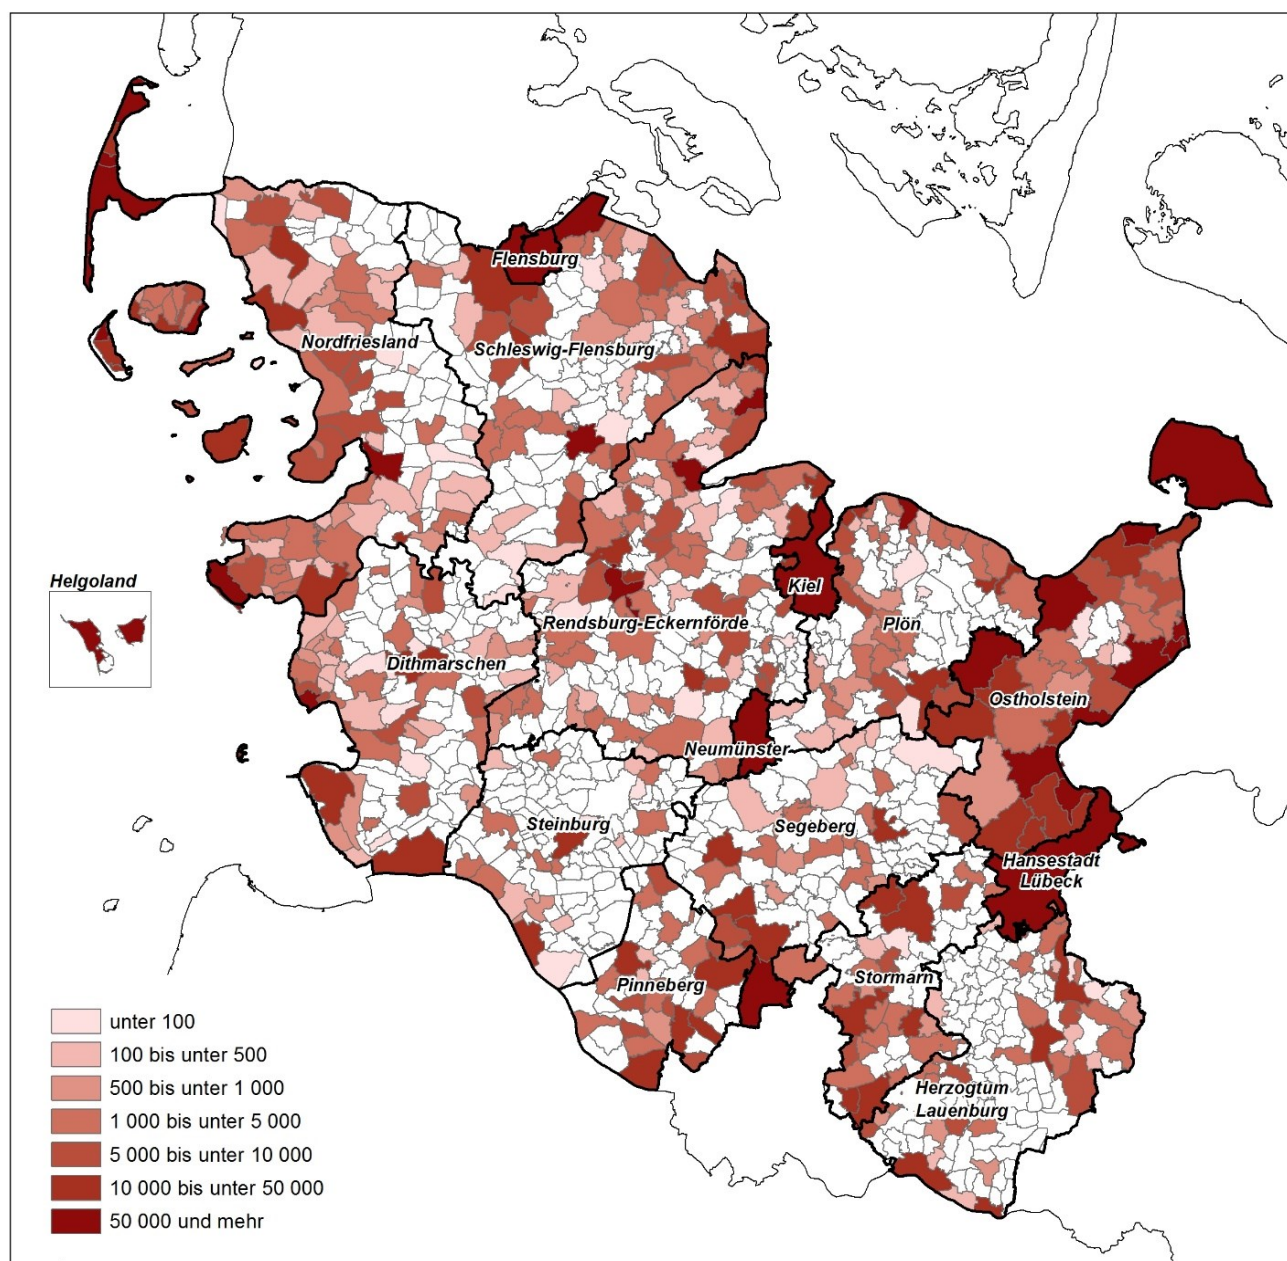 Flensburg
Nordfriesland
Schleswig-Flensburg
Helgoland
Kiel
Rendsburg-Eckernförde
Plön
Dithmarschen
Ostholstein
Neumünster
Steinburg
Segeberg
Hansestadt
Lübeck
Pinneberg
Stormarn
Herzogtum
Lauenburg
unter 100
100 bis unter 500
500 bis unter 1 000
1 000 bis unter 5 000
5 000 bis unter 10 000
10 000 bis unter 50 000
50 000 und mehr